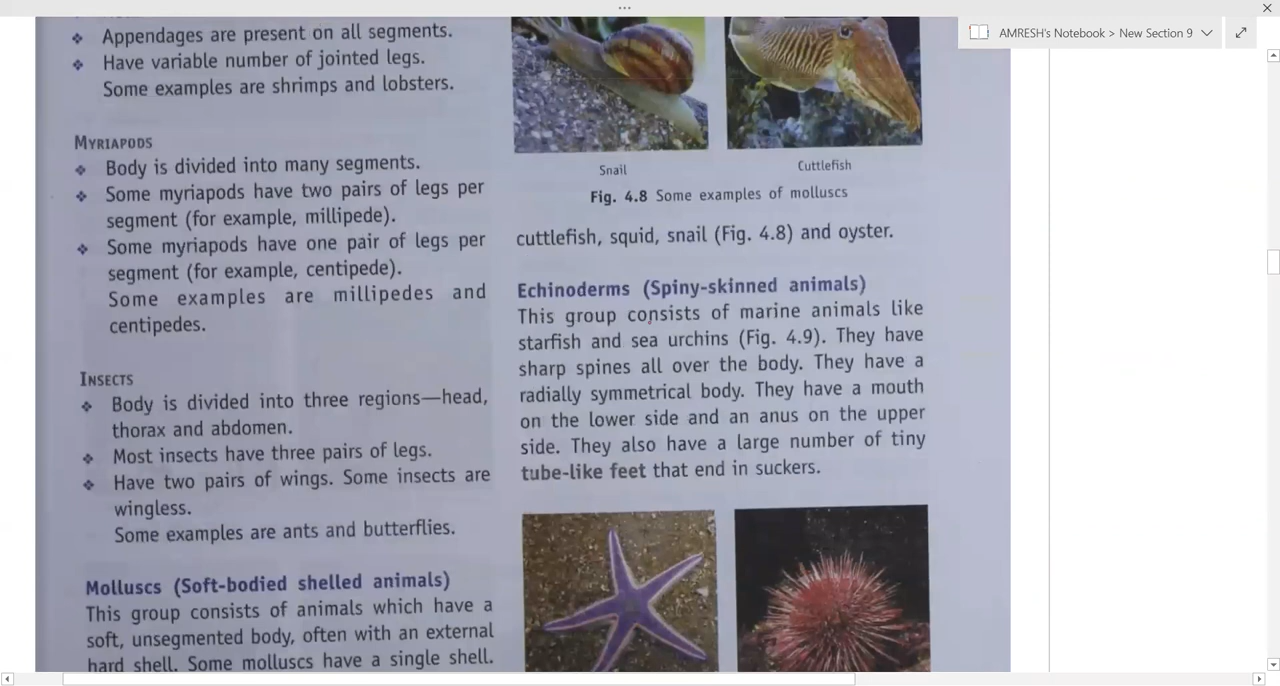 AMRESH's Notebook > New Section 9
Appendages are present on all segments.
Have variable number of jointed legs.
Some examples are shrimps and lobsters.
MYRIAPODS
Body is divided into many segments.
Some myriapods have two pairs of legs per
segment (for example, millipede).
Some myriapods have one pair of legs per
segment (for example, centipede).
Some examples are millipedes and
centipedes.
INSECTS
Body is divided into three regions—head,
thorax and abdomen.
Most insects have three pairs of legs.
Have two pairs of wings. Some insects are
wingless.
Some examples are ants and butterflies.
Molluscs (Soft-bodied shelled animals)
This group consists of animals which have a
soft, unsegmented body, often with an external
hard shell. Some molluscs have a single shell.
Snail
Cuttlefish
Fig. 4.8 Some examples of molluscs
cuttlefish, squid, snail (Fig. 4.8) and oyster.
Echinoderms (Spiny-skinned animals)
This group consists of marine animals like
starfish and sea urchins (Fig. 4.9). They have
sharp spines all over the body. They have a
radially symmetrical body. They have a mouth
on the lower side and an anus on the upper
side. They also have a large number of tiny
tube-like feet that end in suckers.